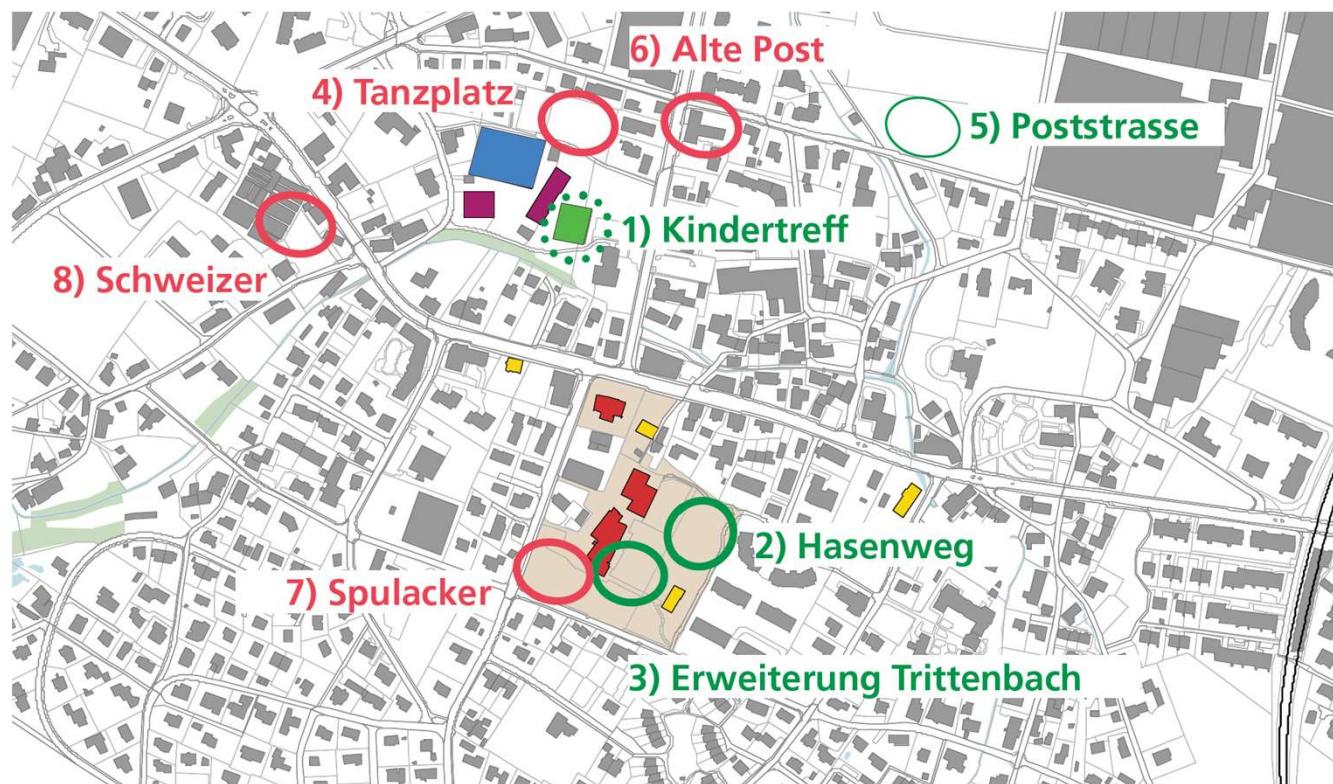 6) Alte Post
4) Tanzplatz
5) Poststrasse
1) Kindertreff
8) Schweizer
2) Hasenweg
7) Spulacker
3) Erweiterung Trittenbach